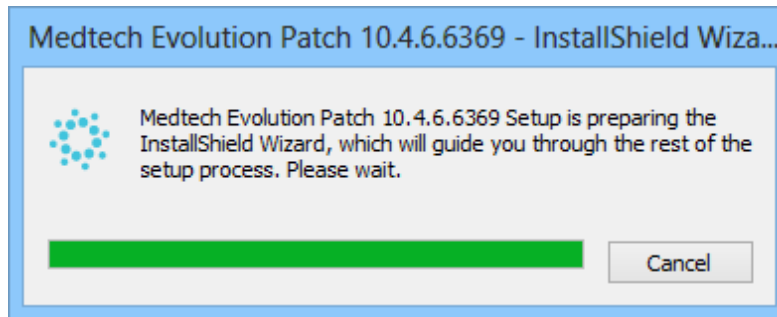 Medtech Evolution Patch 10.4.6.6369 - InstallShield Wiza...
Medtech Evolution Patch 10.4.6.6369 Setup is preparing the
InstallShield Wizard, which will guide you through the rest of the
setup process. Please wait.
Cancel